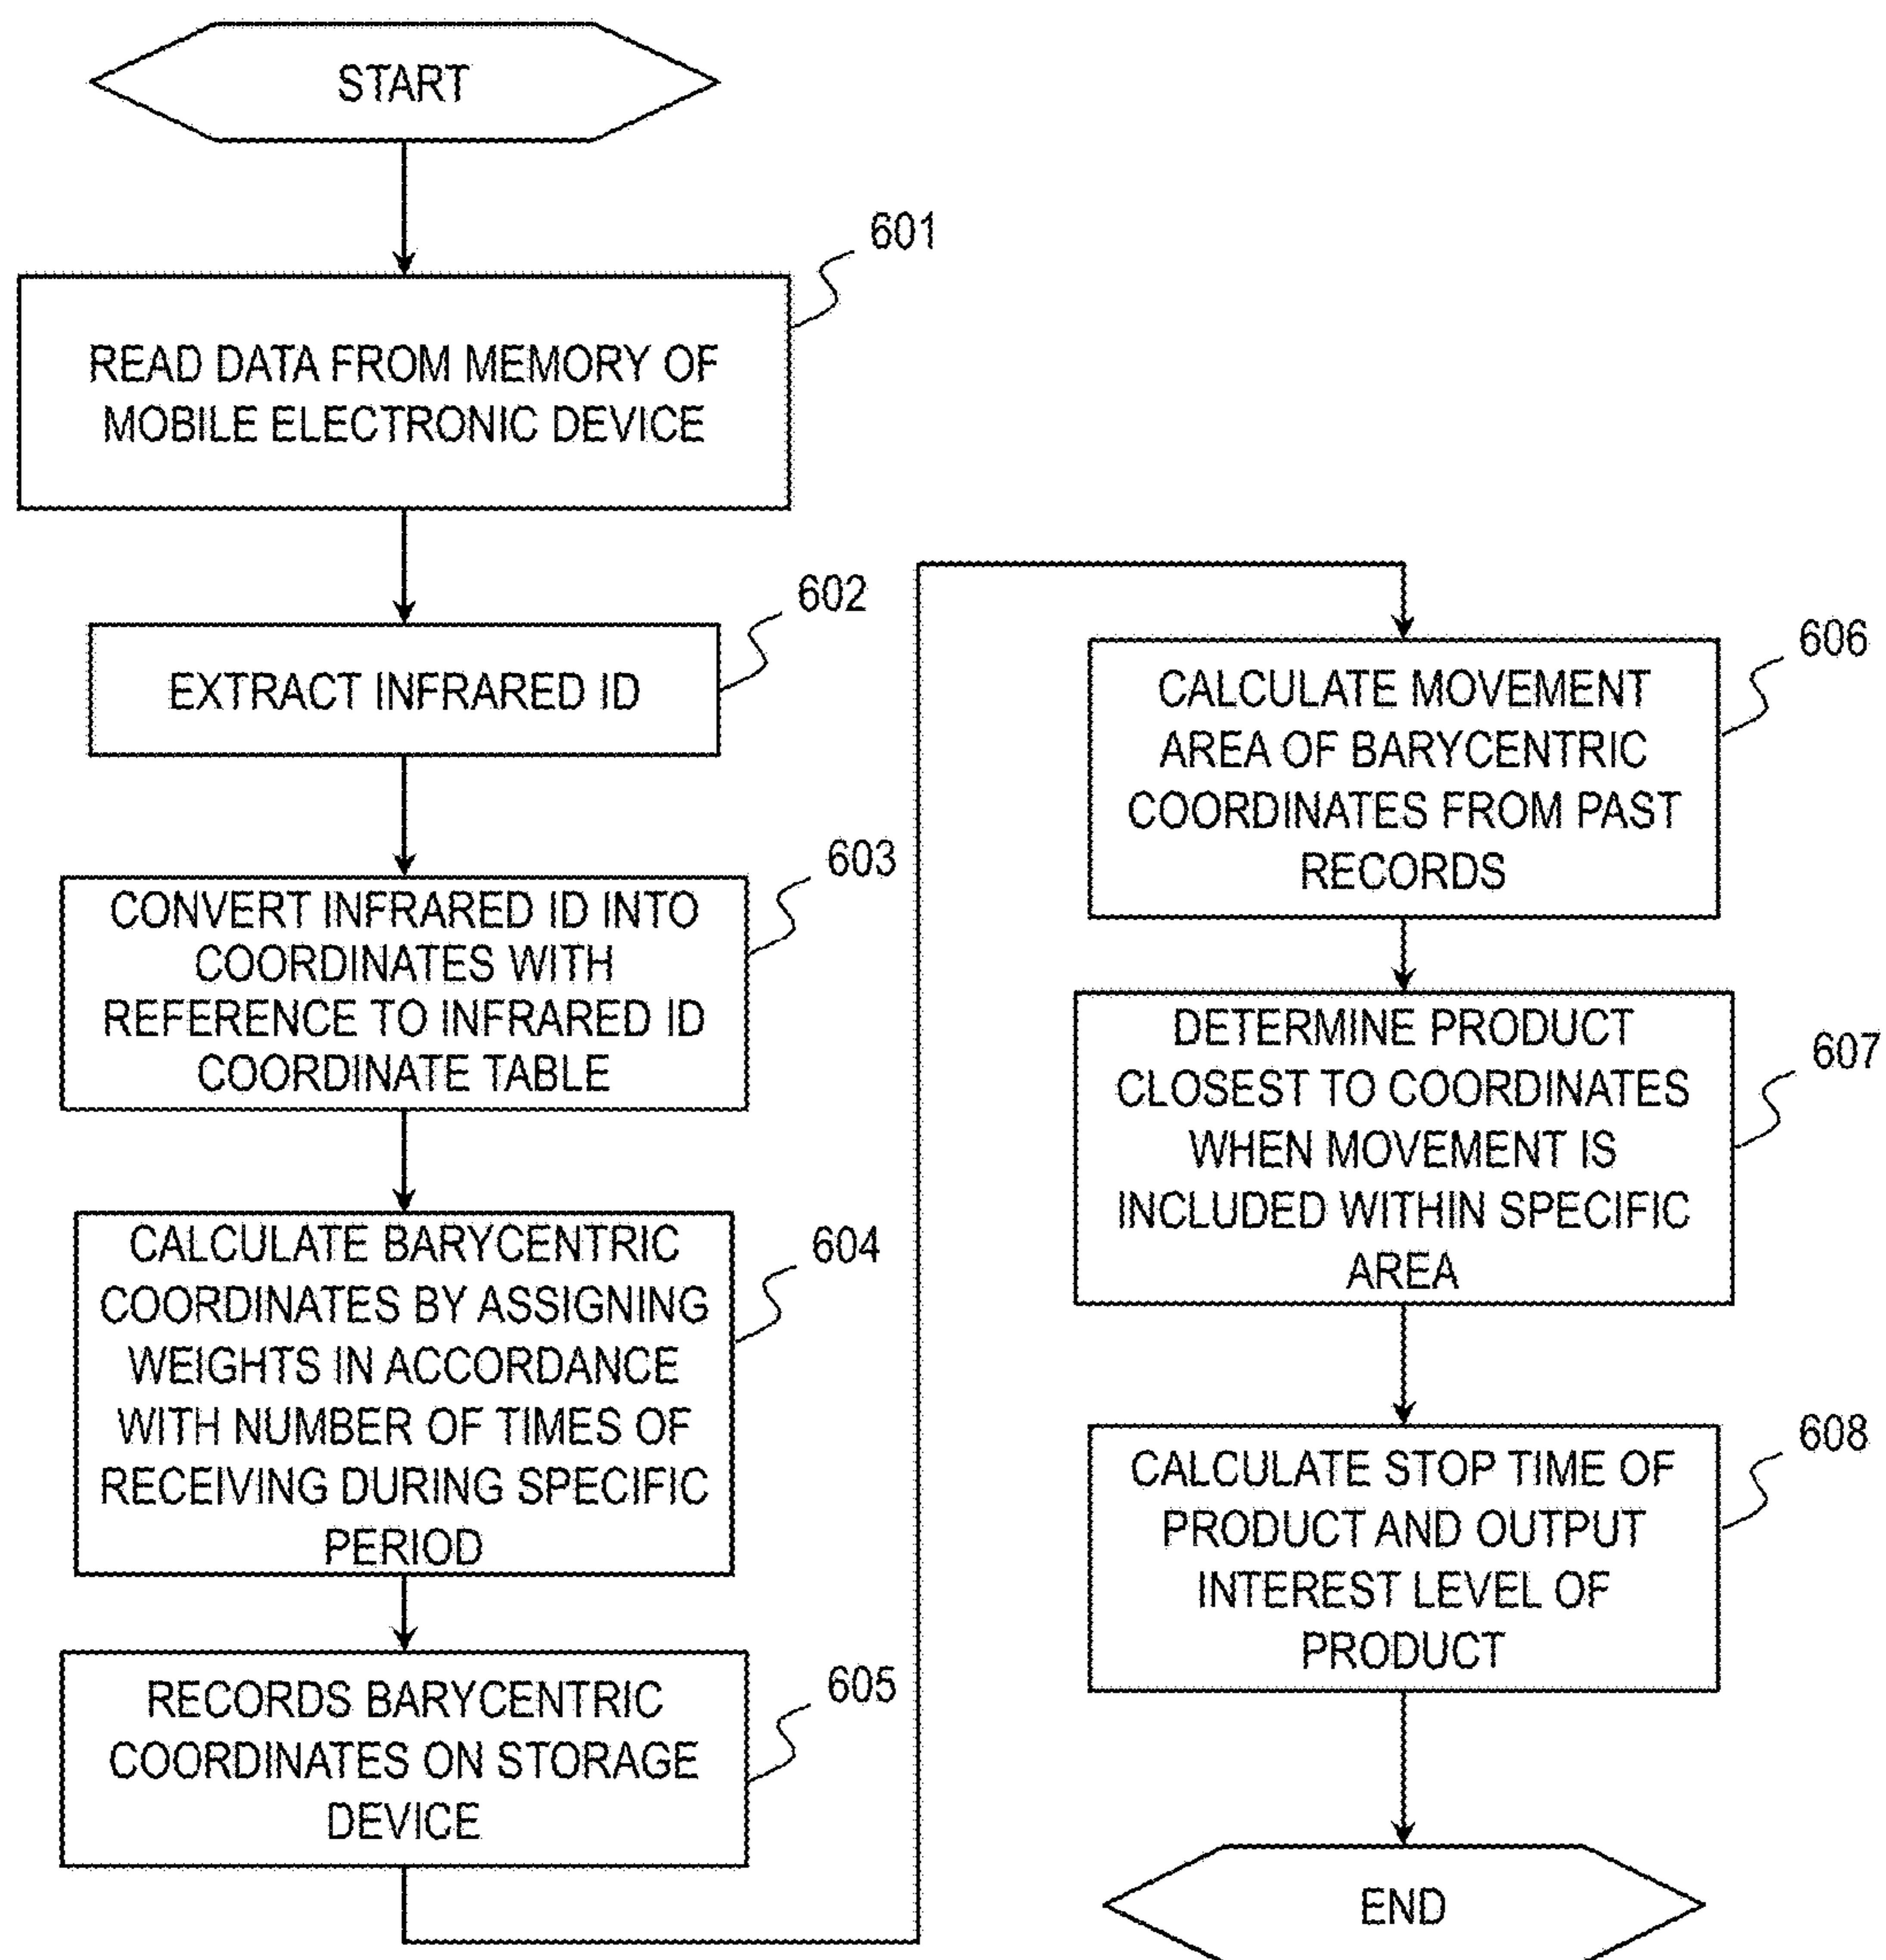 START
601
READ DATA FROM MEMORY OF
MOBILE ELECTRONIC DEVICE
602
EXTRACT INFRARED ID
603
CONVERT INFRARED ID INTO
COORDINATES WITH
REFERENCE TO INFRARED ID
COORDINATE TABLE
604
CALCULATE BARYCENTRIC
COORDINATES BY ASSIGNING
WEIGHTS IN ACCORDANCE
WITH NUMBER OF TIMES OF
RECEIVING DURING SPECIFIC
PERIOD
605
RECORDS BARYCENTRIC
COORDINATES ON STORAGE
DEVICE
606
CALCULATE MOVEMENT
AREA OF BARYCENTRIC
COORDINATES FROM PAST
RECORDS
607
DETERMINE PRODUCT
CLOSEST TO COORDINATES
WHEN MOVEMENT IS
INCLUDED WITHIN SPECIFIC
AREA
608
CALCULATE STOP TIME OF
PRODUCT AND OUTPUT
INTEREST LEVEL OF
PRODUCT
END